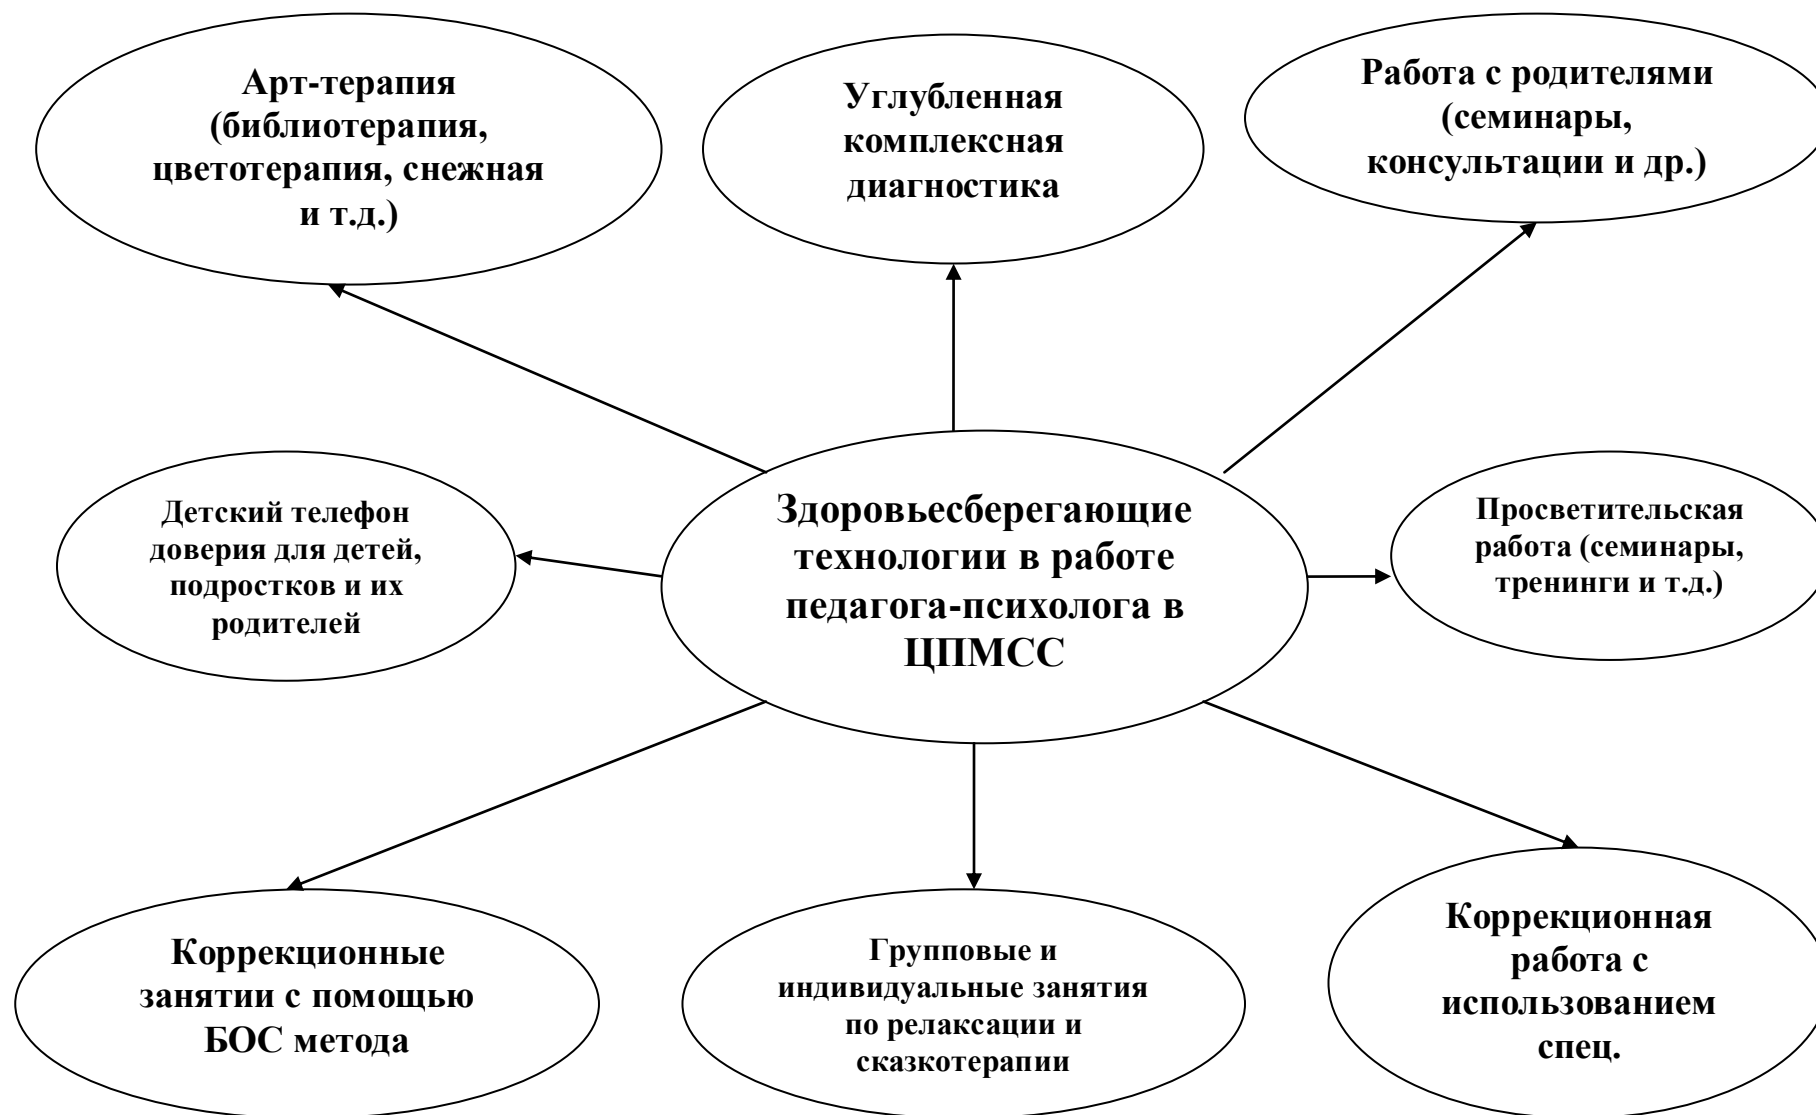 Арт-терапия
(библиотерапия,
цветотерапия, снежная
и т.д.)
Углубленная
комплексная
диагностика
Работа с родителями
(семинары,
консультации и др.)
Детский телефон
доверия для детей,
подростков и их
родителей
Здоровьесберегающие
технологии в работе
педагога-психолога в
ЦПМСС
Просветительская
работа (семинары,
тренинги и т.д.)
Коррекционные
занятии с помощью
БОС метода
Групповые и
индивидуальные занятия
по релаксации и
сказкотерапии
Коррекционная
работа с
использованием
спец.